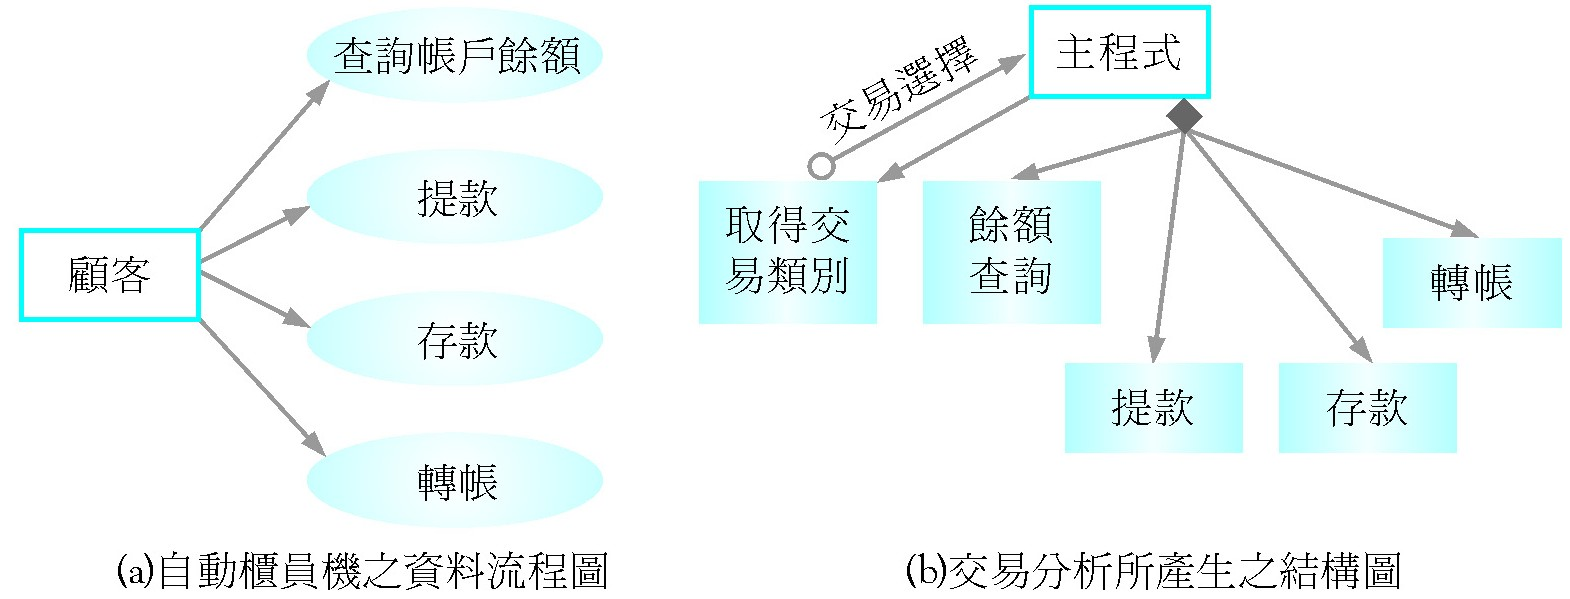 查詢帳戶餘額
提款
顧客
存款
轉帳
(a)自動櫃員機之資料流程圖
主程式
交易選擇
取得交
易類別
餘額
查詢
轉帳
提款
存款
(b)交易分析所產生之結構圖